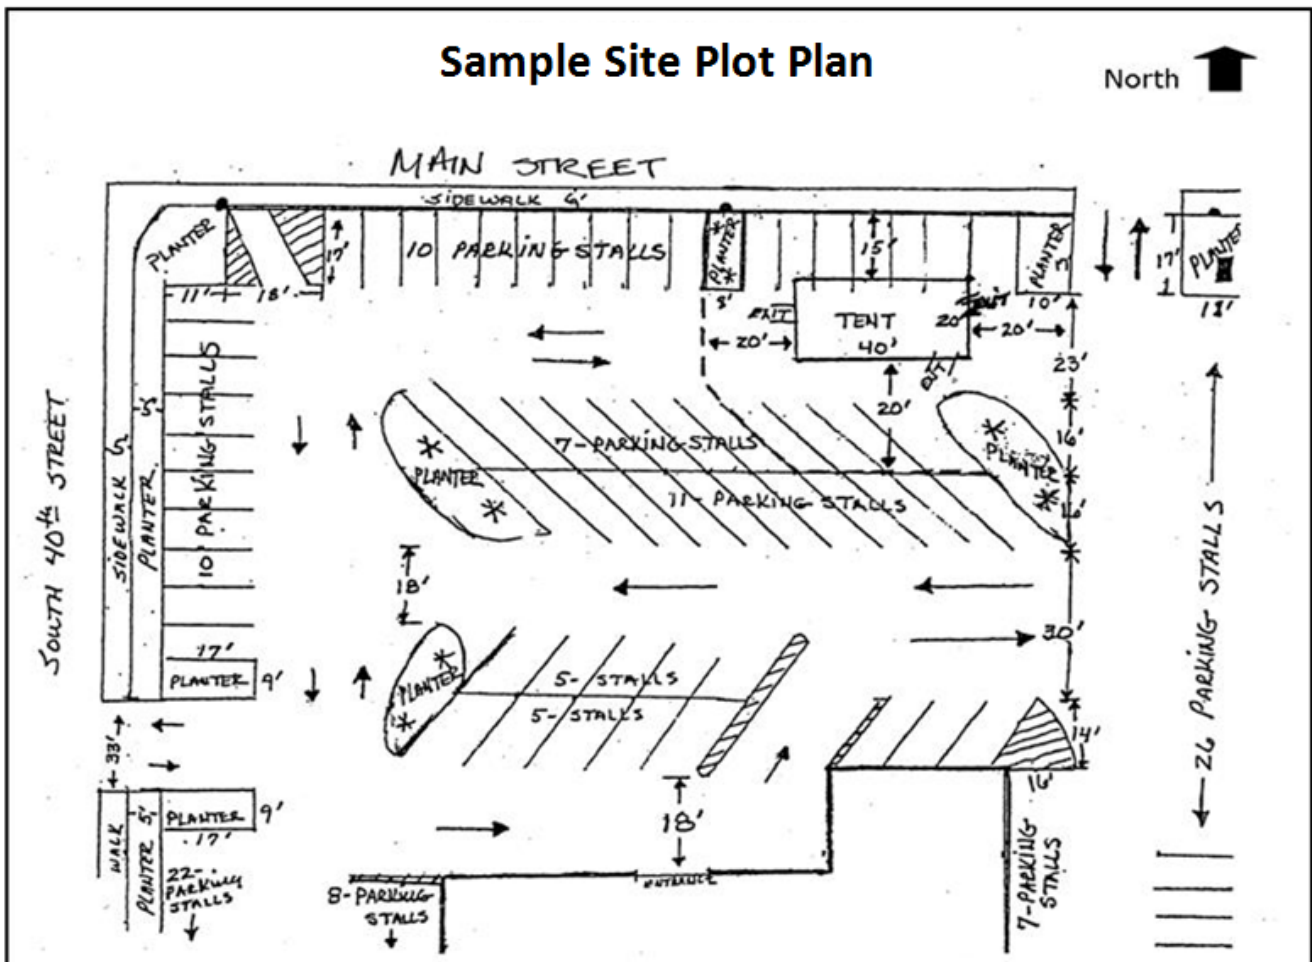 Sample Site Plot Plan
North
MAIN STREET
SIDEWALK
PLANTER
17'
10 PARKING STALLS
PLANTER
15'
PLANTER
17'
PLANTER
11'
18'
8'
EXIT
TENT
40'
20'
EXIT
10'
18'
20'
20'
23'
EXIT
20'
SOUTH 40th STREET
SIDEWALK
5'
PLANTER
10 PARKING STALLS
7-PARKING STALLS
PLANTER
PLANTER
16'
11-PARKING STALLS
16'
18'
30'
26 PARKING STALLS
17'
PLANTER 9'
PLANTER
5-STALLS
5-STALLS
33'
14'
16'
WALK
PLANTER 5'
PLANTER 9'
17'
18'
22-
PARKING
STALLS
8-PARKING
STALLS
ENTRANCE
7-PARKING
STALLS